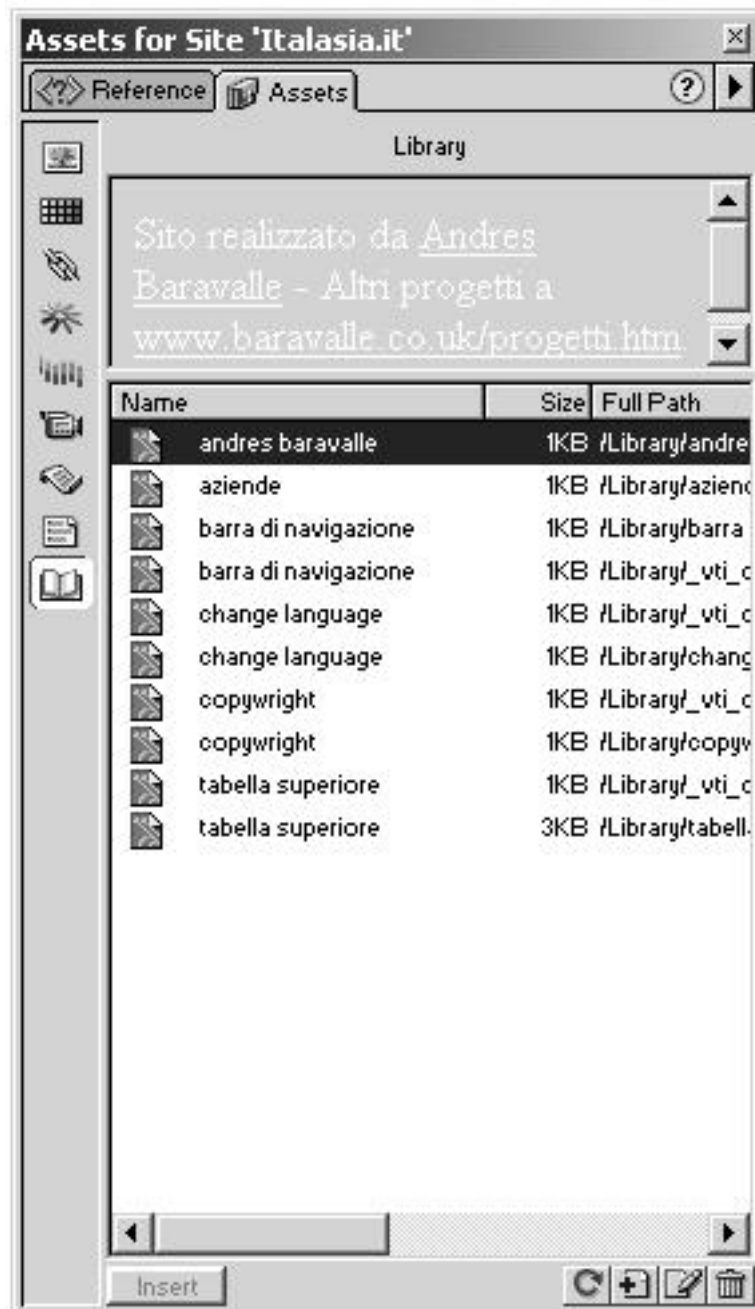 Assets for Site 'Italasia.it'
Reference Assets
Library
Sito realizzato da Andres
Baravalle - Altri progetti a
www.baravalle.co.uk/progetti.htm
Name Size Full Path
andres baravalle 1KB /Library/andre
aziende 1KB /Library/aziend
barra di navigazione 1KB /Library/barra
barra di navigazione 1KB /Library/_vti_c
change language 1KB /Library/_vti_c
change language 1KB /Library/chang
copywright 1KB /Library/_vti_c
copywright 1KB /Library/copyw
tabella superiore 1KB /Library/_vti_c
tabella superiore 3KB /Library/tabella
Insert